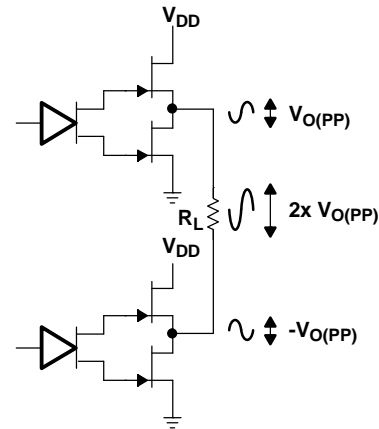 VDD
VO(PP)
RL
2x VO(PP)
VDD
-VO(PP)